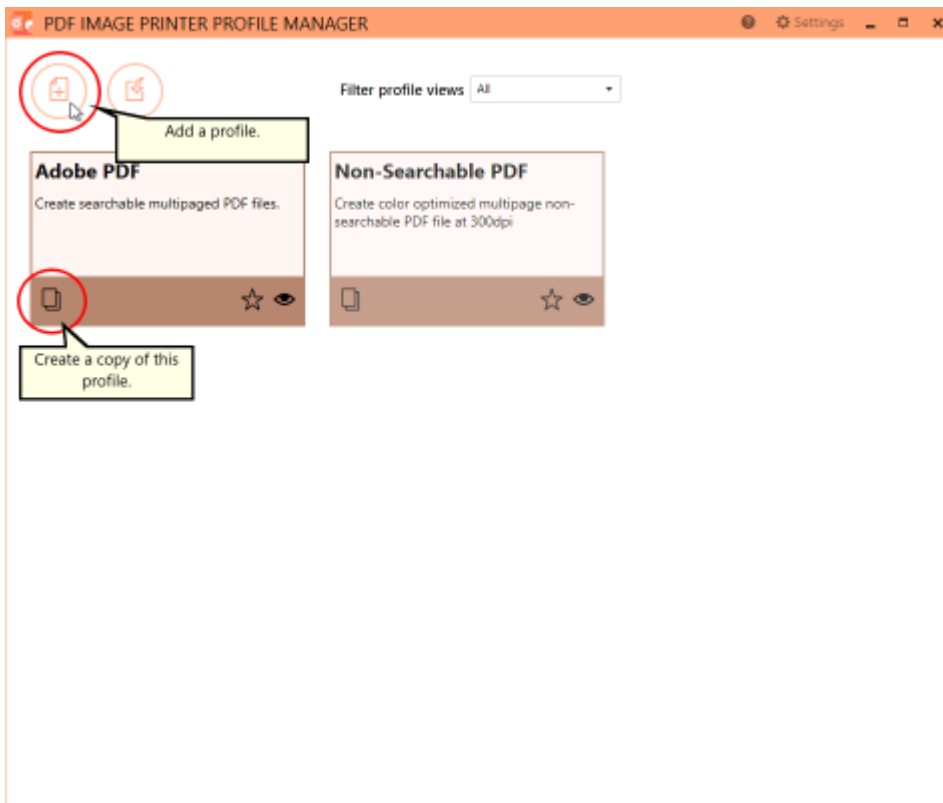 PDF IMAGE PRINTER PROFILE MANAGER
Settings
Filter profile views All
Add a profile.
Adobe PDF
Create searchable multipaged PDF files.
Non-Searchable PDF
Create color optimized multipage non-
searchable PDF file at 300dpi
Create a copy of this
profile.